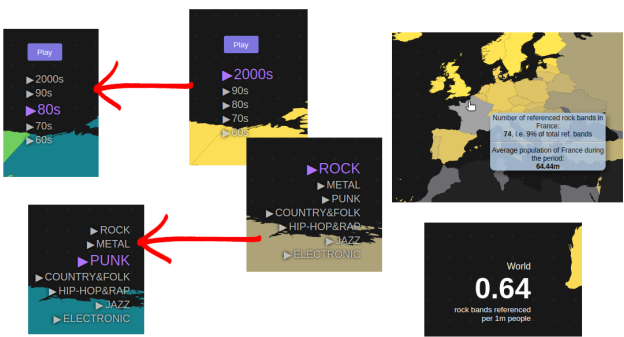 Play
▶2000s
▶90s
▶80s
▶70s
▶60s
Play
▶2000s
▶90s
▶80s
▶70s
▶60s
▶ROCK
▶METAL
▶PUNK
▶COUNTRY&FOLK
▶HIP-HOP&RAP
▶JAZZ
▶ELECTRONIC
▶ROCK
▶METAL
▶PUNK
▶COUNTRY&FOLK
▶HIP-HOP&RAP
▶JAZZ
▶ELECTRONIC
Number of referenced rock bands in
France:
74, i.e. 9% of total ref. bands
Average population of France during
the period:
64.44m
World
0.64
rock bands referenced
per 1m people